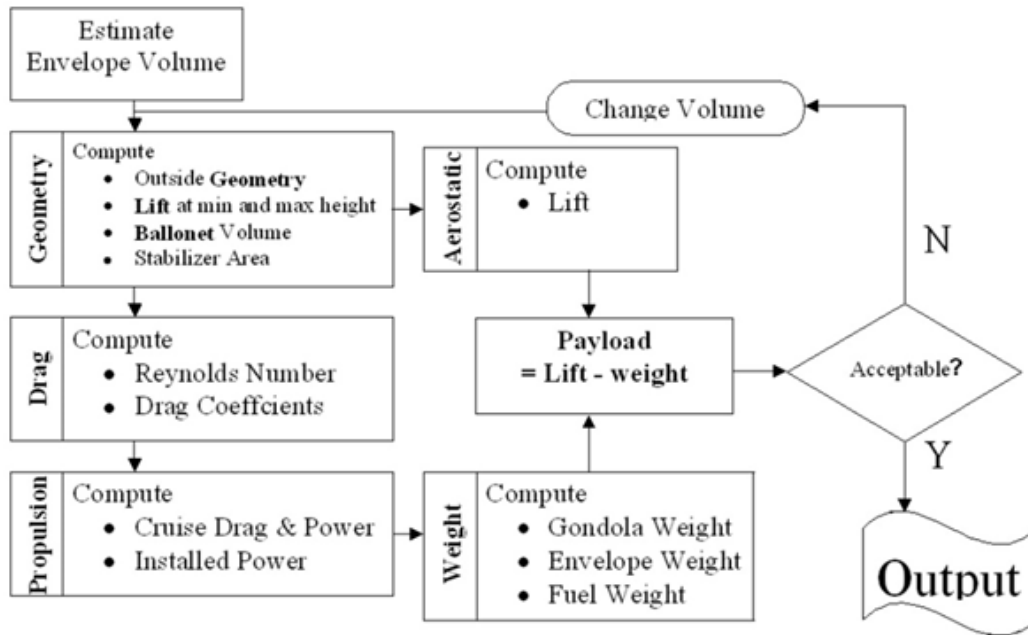 Estimate
Envelope Volume
Change Volume
Geometry
Compute
• Outside Geometry
• Lift at min and max height
• Ballonet Volume
• Stabilizer Area
Aerostatic
Compute
• Lift
N
Drag
Compute
• Reynolds Number
• Drag Coeffcients
Payload
= Lift - weight
Acceptable?
Y
Propulsion
Compute
• Cruise Drag & Power
• Installed Power
Weight
Compute
• Gondola Weight
• Envelope Weight
• Fuel Weight
Output